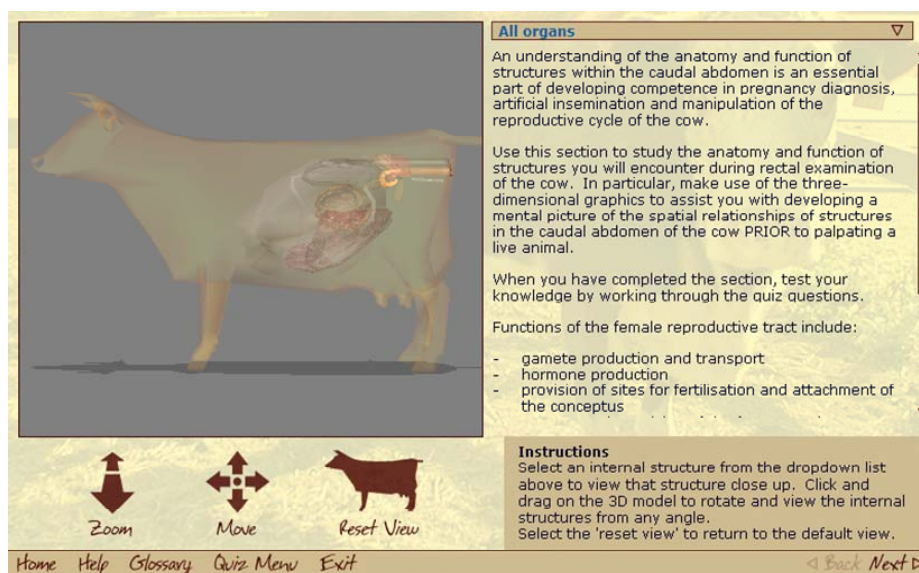 All organs
An understanding of the anatomy and function of
structures within the caudal abdomen is an essential
part of developing competence in pregnancy diagnosis,
artificial insemination and manipulation of the
reproductive cycle of the cow.
Use this section to study the anatomy and function of
structures you will encounter during rectal examination
of the cow. In particular, make use of the three-
dimensional graphics to assist you with developing a
mental picture of the spatial relationships of structures
in the caudal abdomen of the cow PRIOR to palpating a
live animal.
When you have completed the section, test your
knowledge by working through the quiz questions.
Functions of the female reproductive tract include:
- gamete production and transport
- hormone production
- provision of sites for fertilisation and attachment of
the conceptus
Instructions
Select an internal structure from the dropdown list
above to view that structure close up. Click and
drag on the 3D model to rotate and view the internal
structures from any angle.
Select the 'reset view' to return to the default view.
Zoom Move Reset View
Home Help Glossary Quiz Menu Exit Back Next